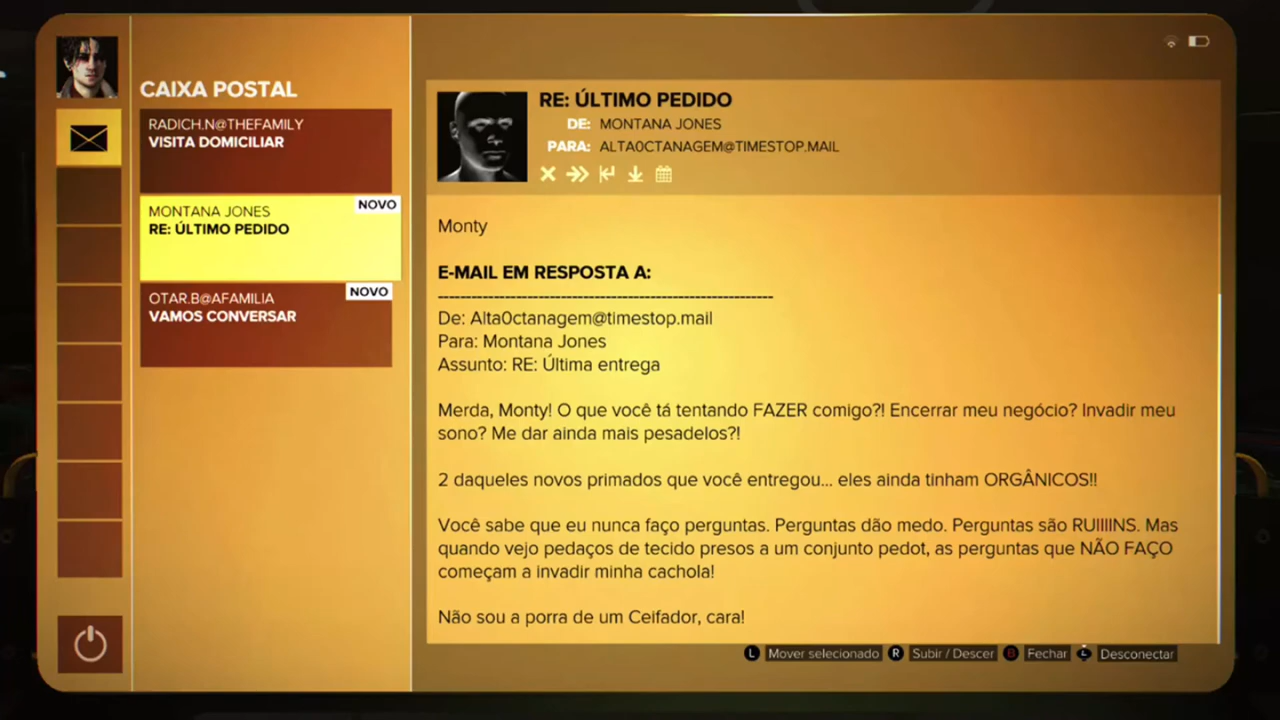 CAIXA POSTAL
RADICH.N@THEFAMILY
VISITA DOMICILIAR
MONTANA JONES
NOVO
RE: ÚLTIMO PEDIDO
OTAR.B@AFAMILIA
NOVO
VAMOS CONVERSAR
RE: ÚLTIMO PEDIDO
DE: MONTANA JONES
PARA: ALTA0CTANAGEM@TIMESTOP.MAIL
Monty
E-MAIL EM RESPOSTA A:
------------------------------------------------------------
De: Alta0ctanagem@timestop.mail
Para: Montana Jones
Assunto: RE: Última entrega
Merda, Monty! O que você tá tentando FAZER comigo?! Encerrar meu negócio? Invadir meu
sono? Me dar ainda mais pesadelos?!
2 daqueles novos primados que você entregou... eles ainda tinham ORGÂNICOS!!
Você sabe que eu nunca faço perguntas. Perguntas dão medo. Perguntas são RUIIIINS. Mas
quando vejo pedaços de tecido presos a um conjunto pedot, as perguntas que NÃO FAÇO
começam a invadir minha cachola!
Não sou a porra de um Ceifador, cara!
L Mover selecionado R Subir / Descer B Fechar L Desconectar